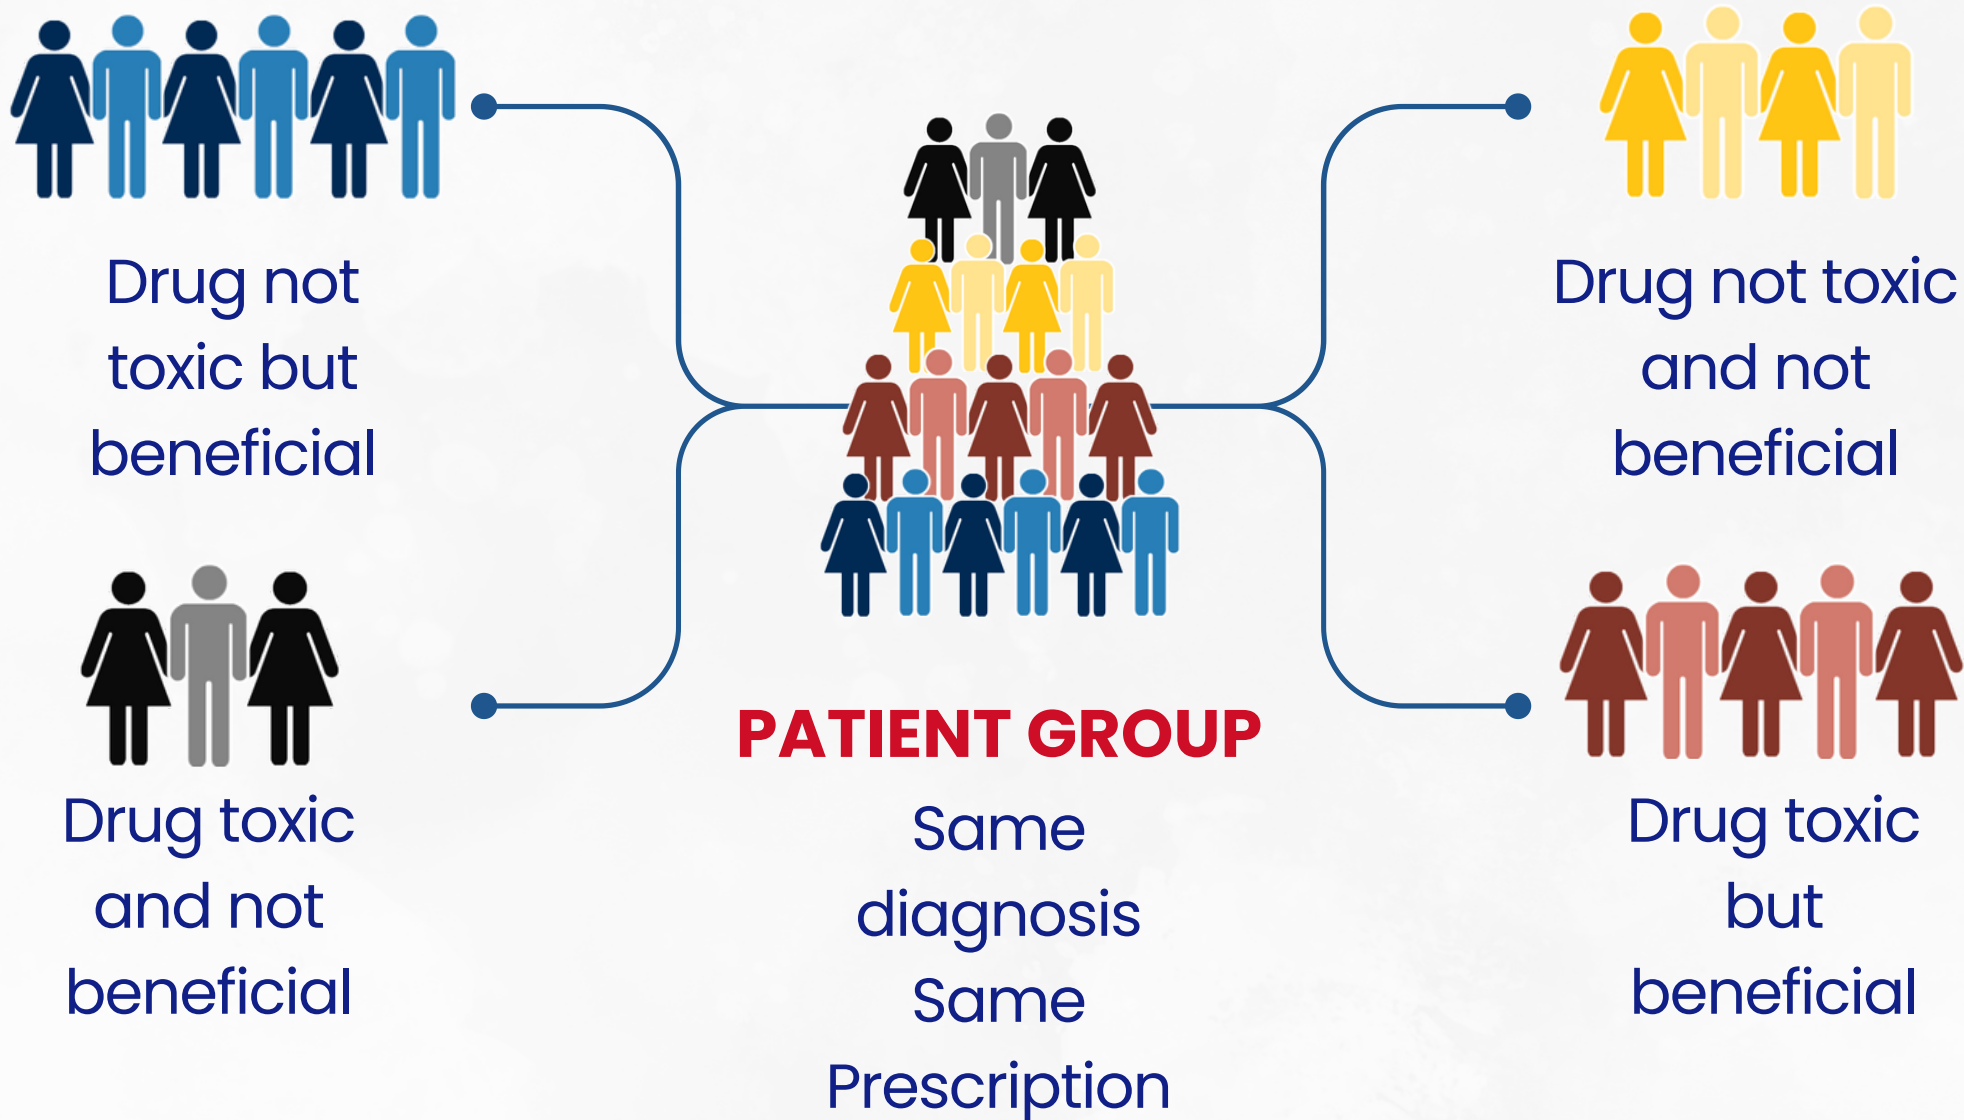 Drug not
toxic but
beneficial
Drug not toxic
and not
beneficial
Drug toxic
and not
beneficial
PATIENT GROUP
Same
diagnosis
Same
Prescription
Drug toxic
but
beneficial